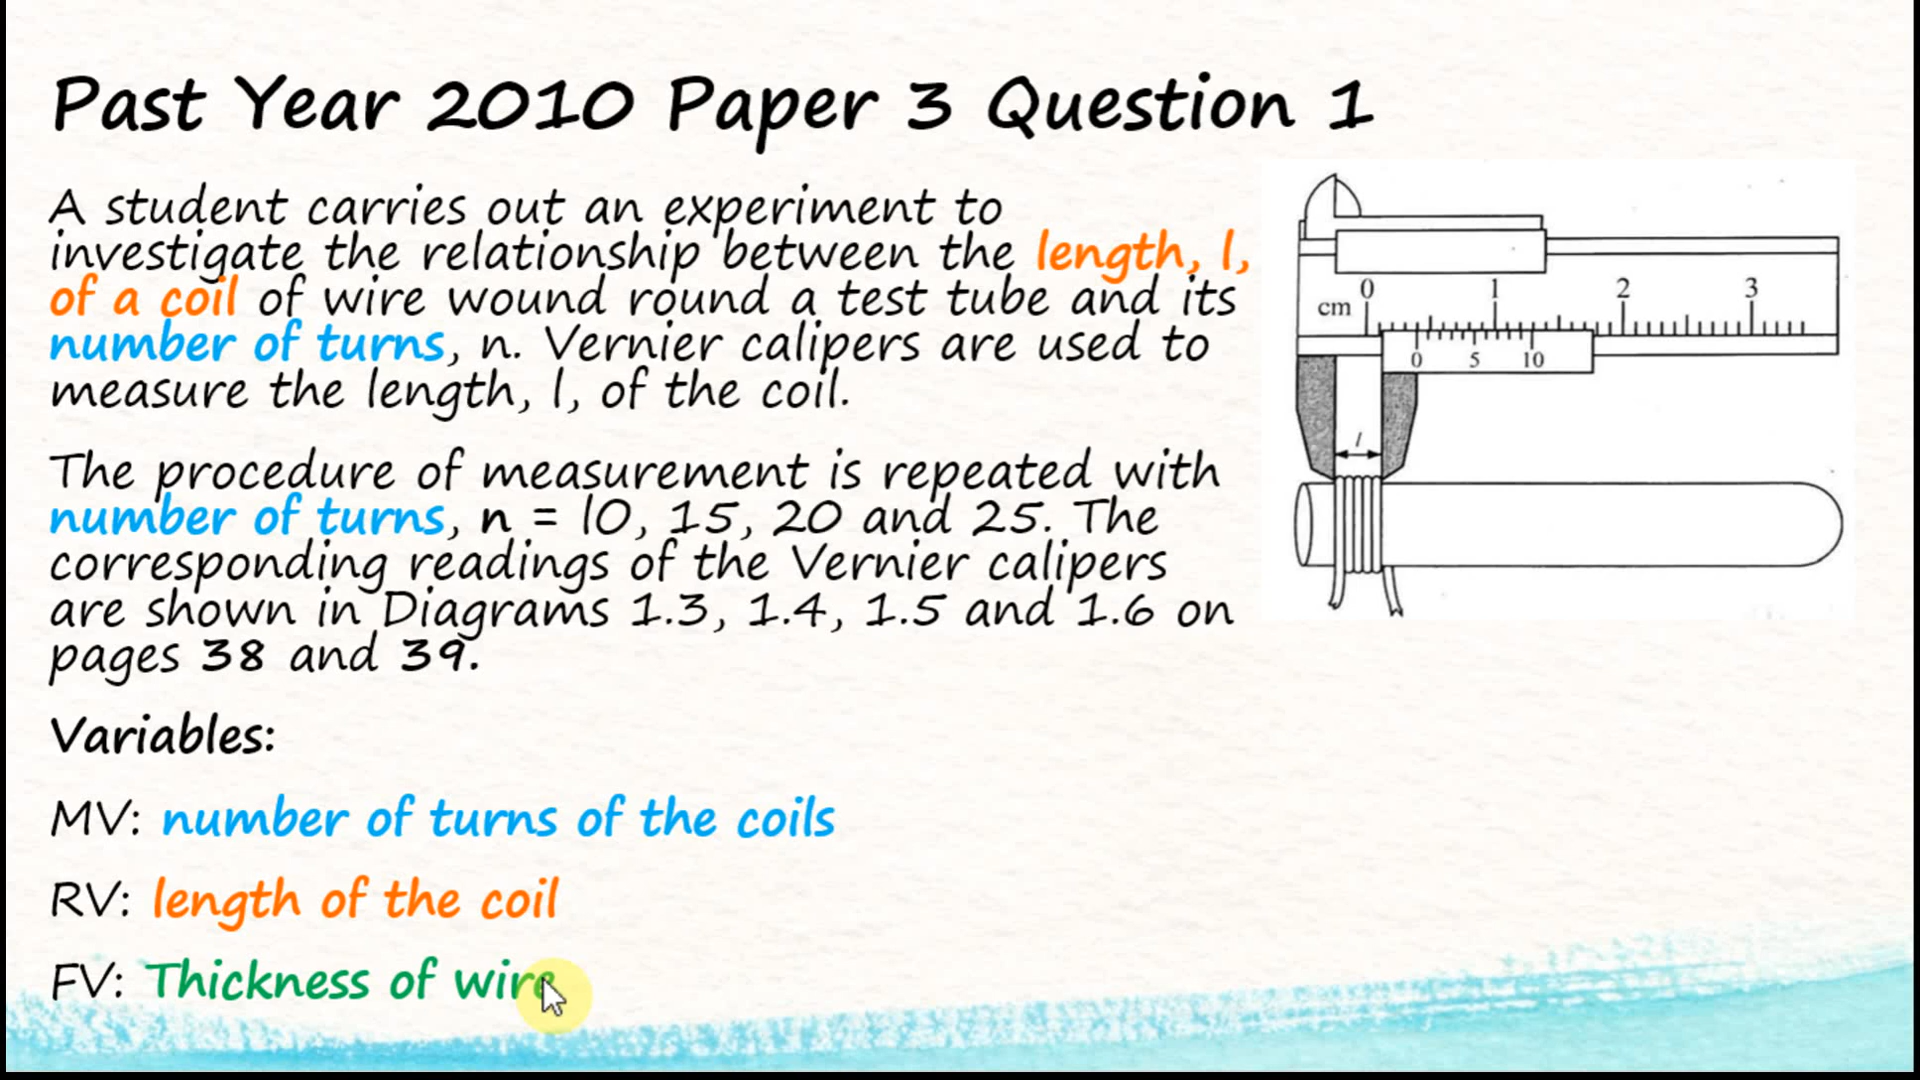 Past Year 2010 Paper 3 Question 1
A student carries out an experiment to
investigate the relationship between the length, l,
of a coil of wire wound round a test tube and its
number of turns, n. Vernier calipers are used to
measure the length, l, of the coil.
The procedure of measurement is repeated with
number of turns, n = l0, 15, 20 and 25. The
corresponding readings of the Vernier calipers
are shown in Diagrams 1.3, 1.4, 1.5 and 1.6 on
pages 38 and 39.
Variables:
MV: number of turns of the coils
RV: length of the coil
FV: Thickness of wire
0 1 2 3
cm
0 5 10
l